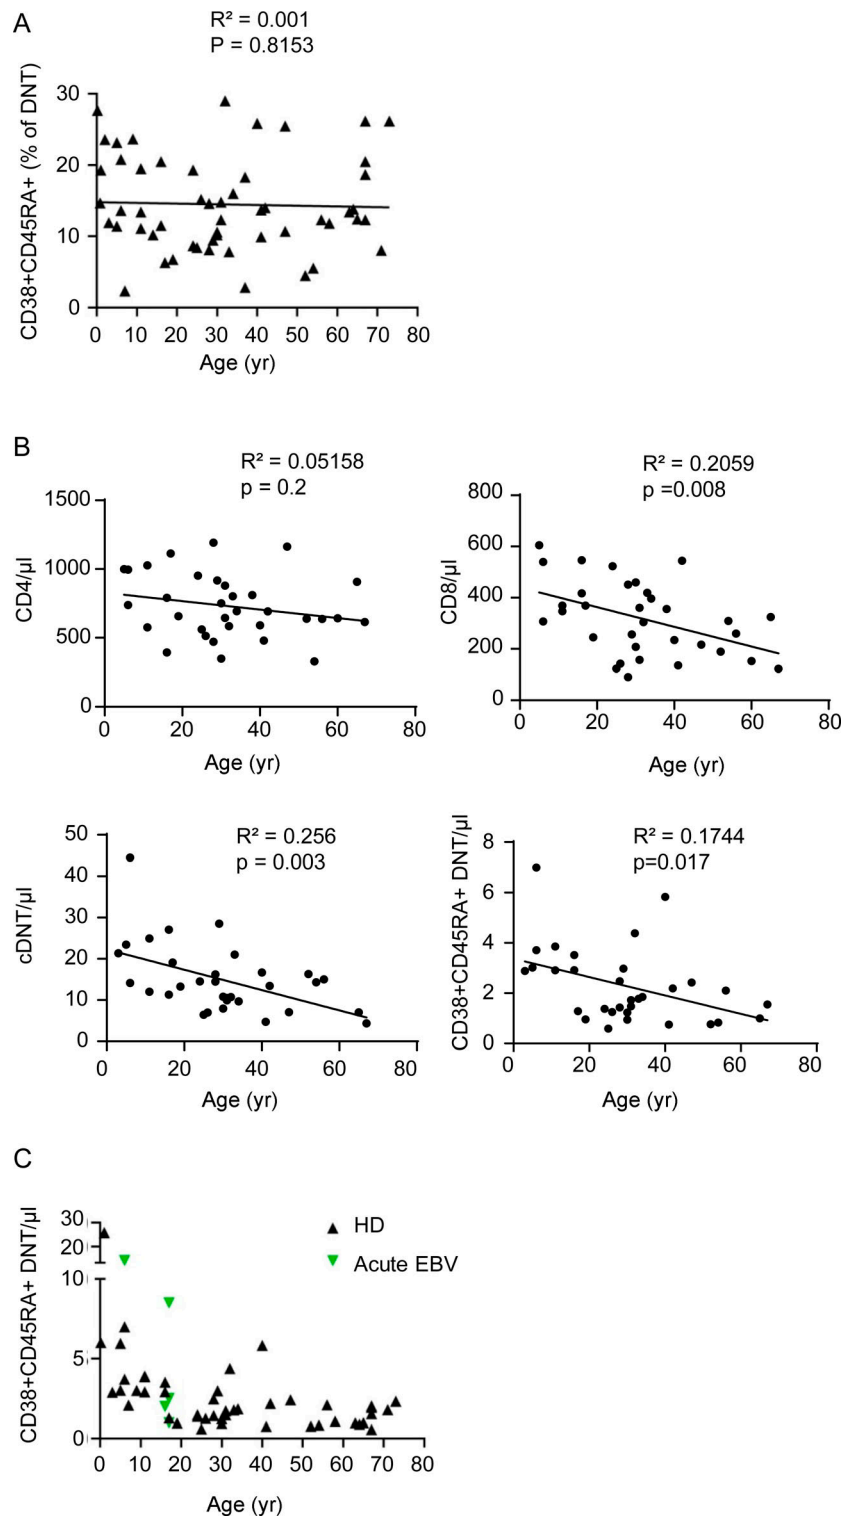 A
R² = 0.001
P = 0.8153
CD38+CD45RA+ (% of DNT)
30
20
10
0
0 10 20 30 40 50 60 70 80
Age (yr)
B
R² = 0.05158
p = 0.2
CD4/µl
1500
1000
500
0
0 20 40 60 80
Age (yr)
R² = 0.2059
p =0.008
CD8/µl
800
600
400
200
0
0 20 40 60 80
Age (yr)
R² = 0.256
p = 0.003
cDNT/µl
50
40
30
20
10
0
0 20 40 60 80
Age (yr)
R² = 0.1744
p=0.017
CD38+CD45RA+ DNT/µl
8
6
4
2
0
0 20 40 60 80
Age (yr)
C
CD38+CD45RA+ DNT/µl
30
20
10
5
0
0 10 20 30 40 50 60 70 80
Age (yr)
HD
Acute EBV